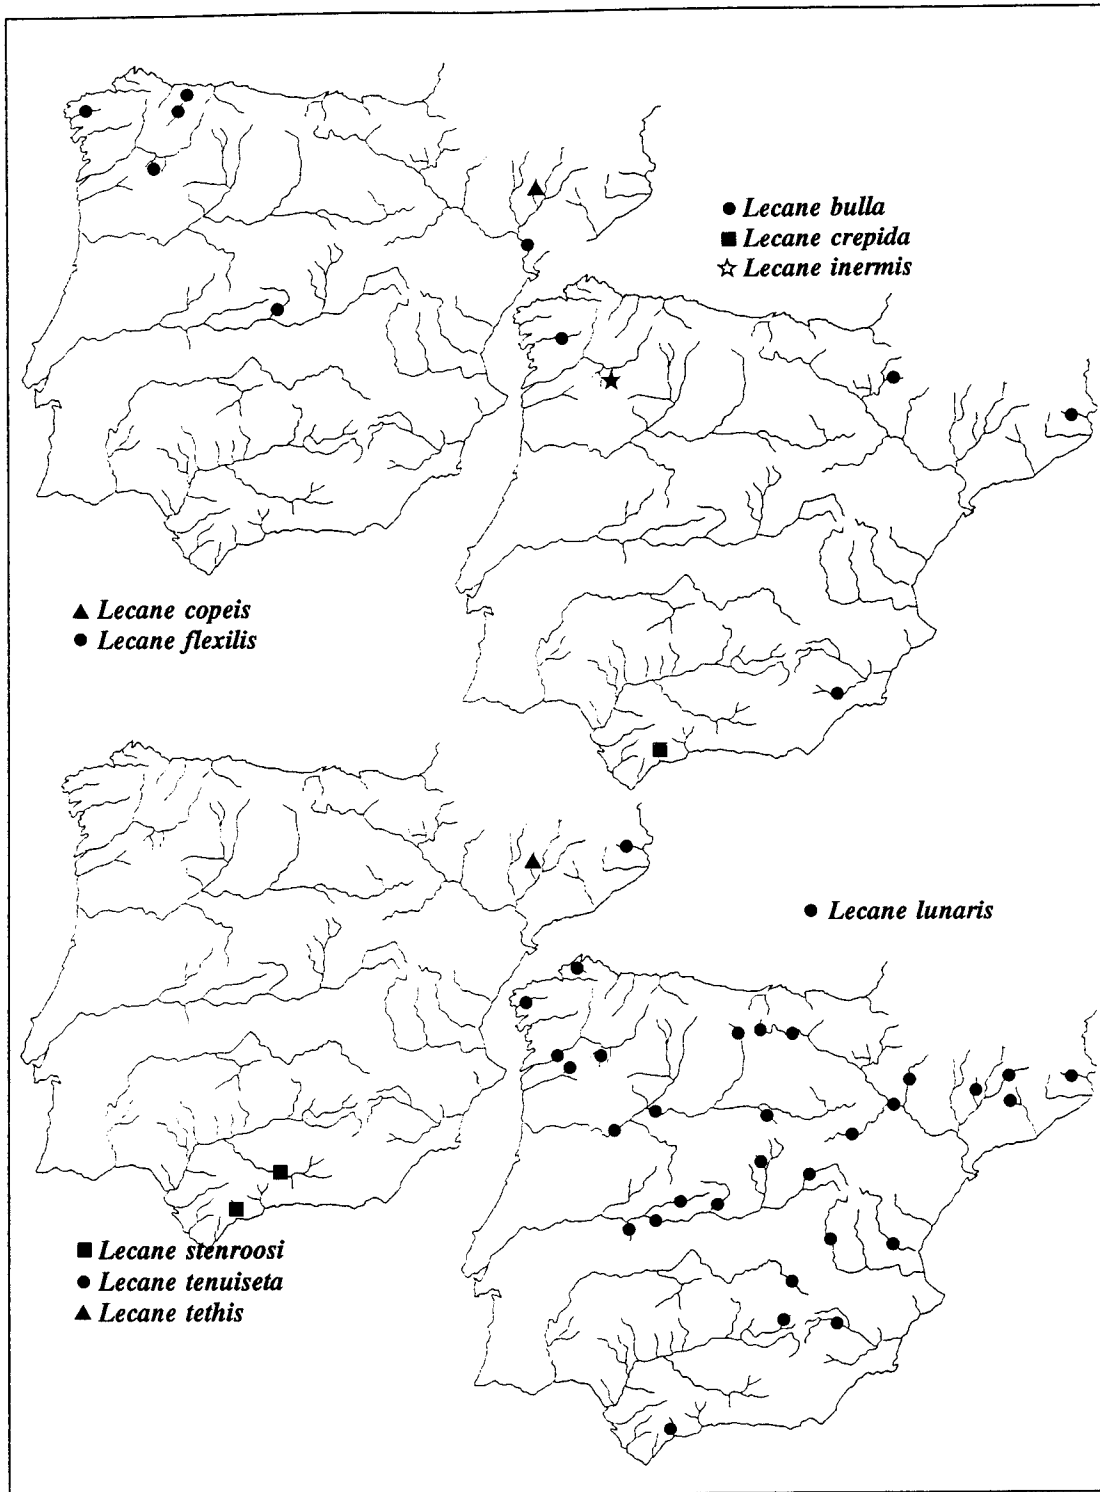 ● Lecane bulla
■ Lecane crepida
☆ Lecane inermis
▲ Lecane copeis
● Lecane flexilis
● Lecane lunaris
■ Lecane stenroosi
● Lecane tenuiseta
▲ Lecane tethis